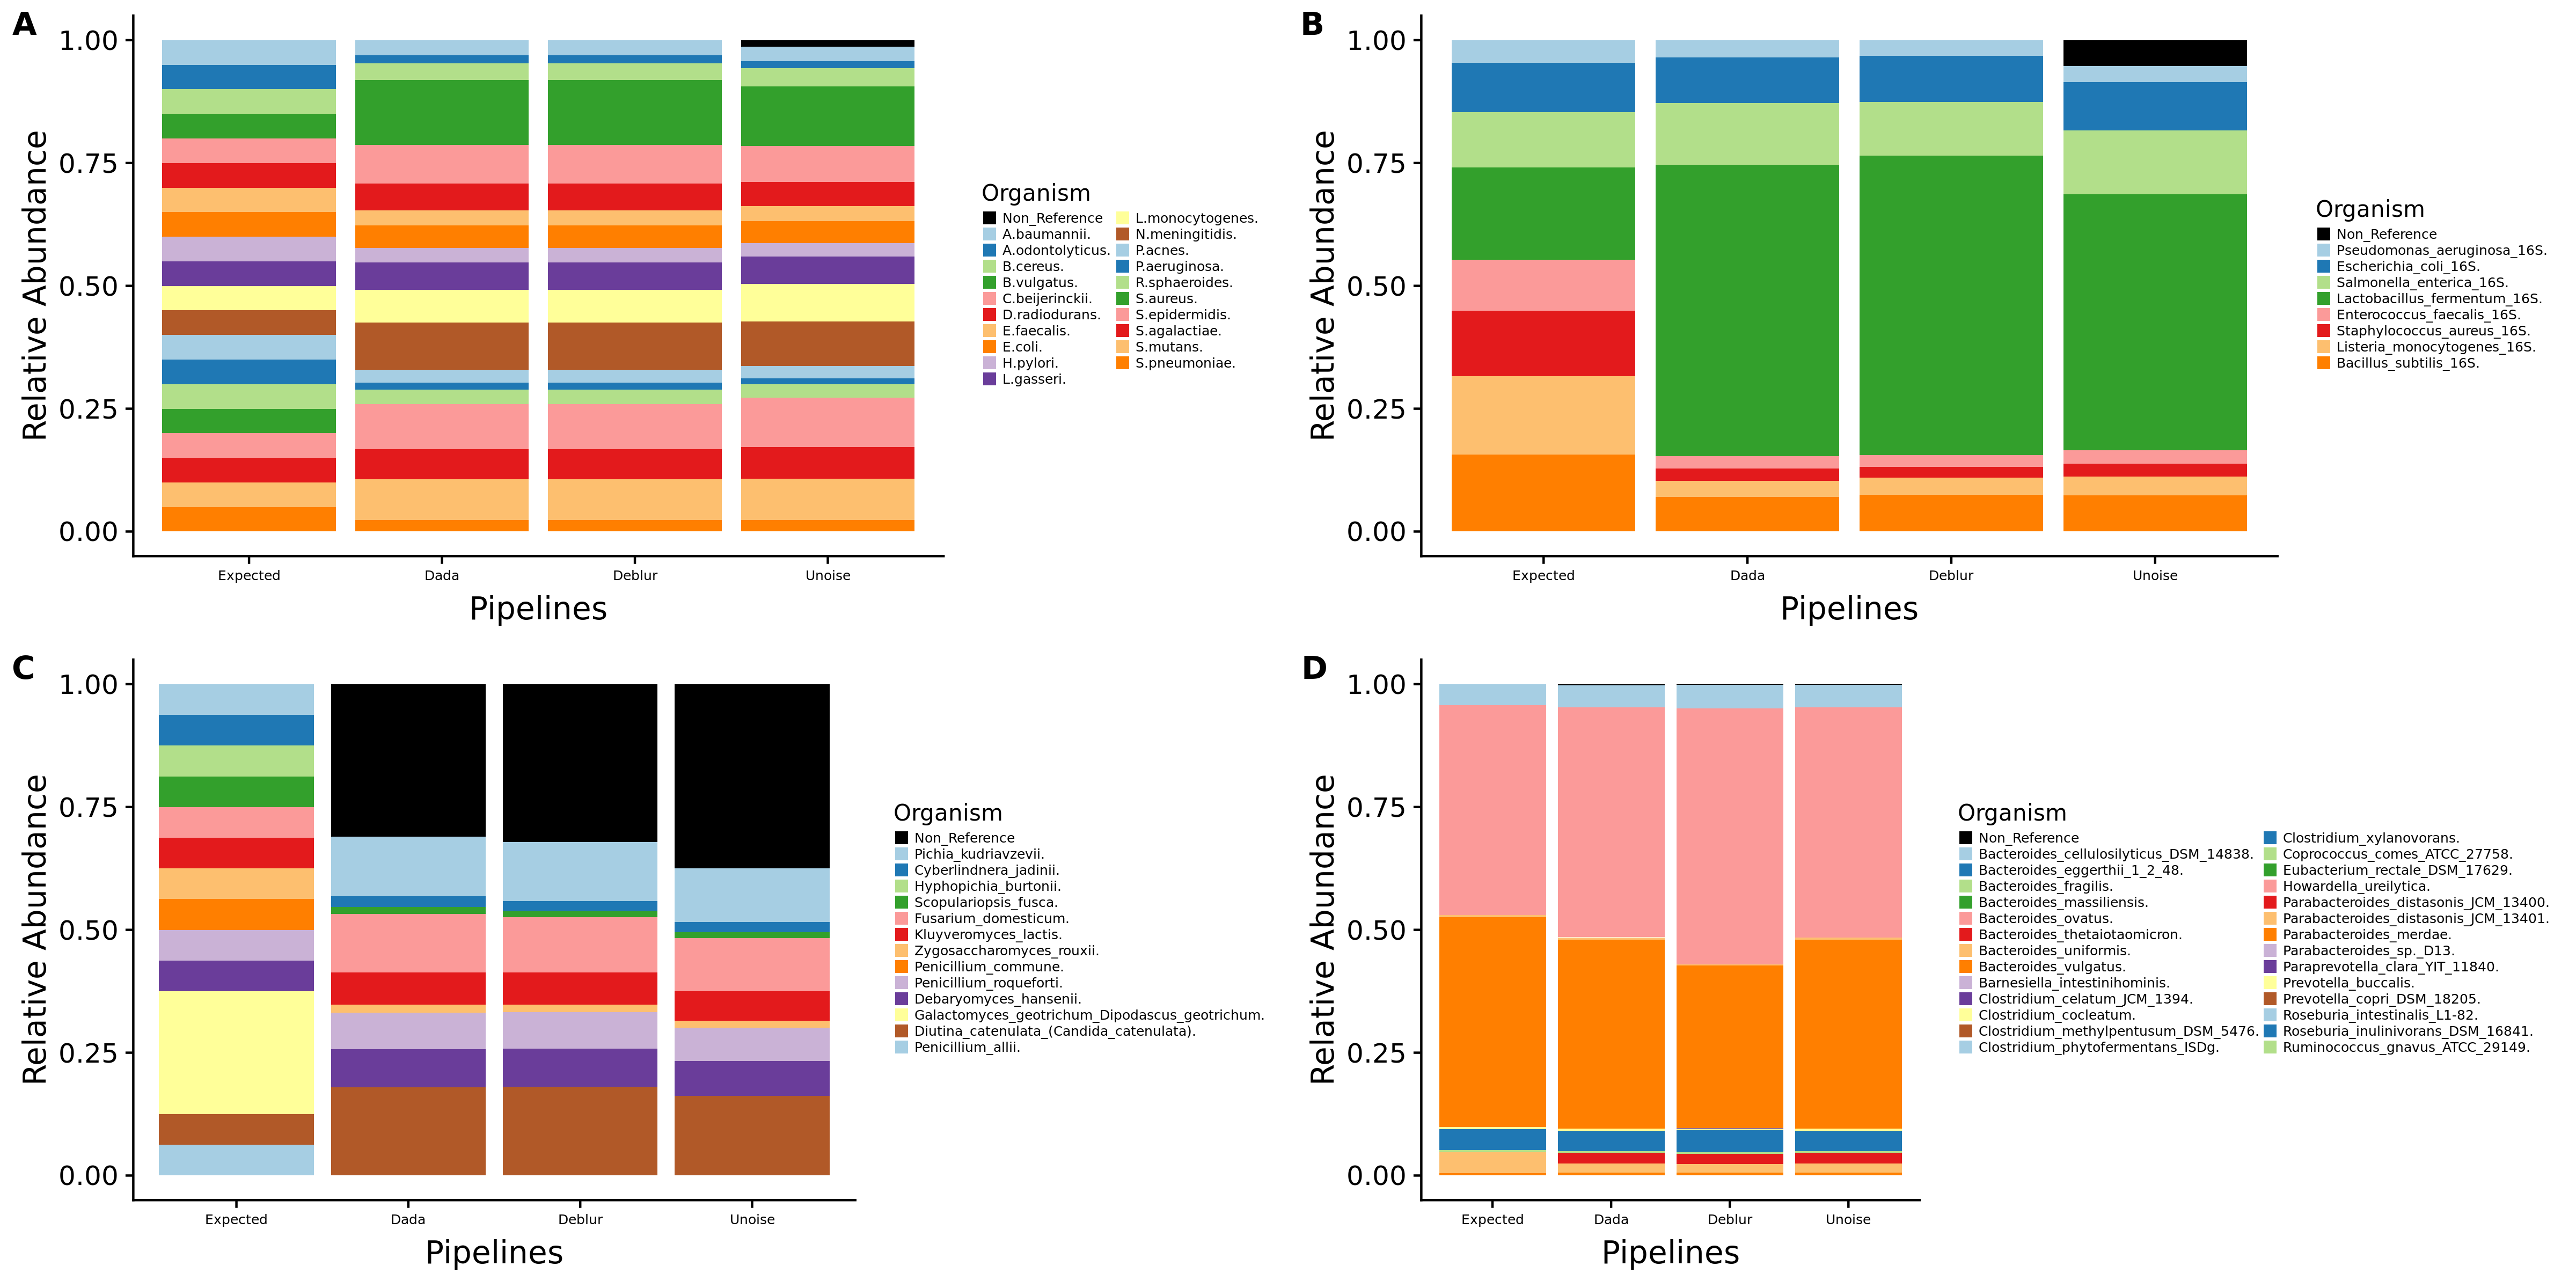 A
Relative Abundance
1.00
0.75
0.50
0.25
0.00
Expected
Dada
Deblur
Unoise
Pipelines
Organism
Non_Reference
A.baumannii.
A.odontolyticus.
B.cereus.
B.vulgatus.
C.beijerinckii.
D.radiodurans.
E.faecalis.
E.coli.
H.pylori.
L.gasseri.
L.monocytogenes.
N.meningitidis.
P.acnes.
P.aeruginosa.
R.sphaeroides.
S.aureus.
S.epidermidis.
S.agalactiae.
S.mutans.
S.pneumoniae.
B
Relative Abundance
1.00
0.75
0.50
0.25
0.00
Expected
Dada
Deblur
Unoise
Pipelines
Organism
Non_Reference
Pseudomonas_aeruginosa_16S.
Escherichia_coli_16S.
Salmonella_enterica_16S.
Lactobacillus_fermentum_16S.
Enterococcus_faecalis_16S.
Staphylococcus_aureus_16S.
Listeria_monocytogenes_16S.
Bacillus_subtilis_16S.
C
Relative Abundance
1.00
0.75
0.50
0.25
0.00
Expected
Dada
Deblur
Unoise
Pipelines
Organism
Non_Reference
Pichia_kudriavzevii.
Cyberlindnera_jadinii.
Hyphopichia_burtonii.
Scopulariopsis_fusca.
Fusarium_domesticum.
Kluyveromyces_lactis.
Zygosaccharomyces_rouxii.
Penicillium_commune.
Penicillium_roqueforti.
Debaryomyces_hansenii.
Galactomyces_geotrichum_Dipodascus_geotrichum.
Diutina_catenulata_(Candida_catenulata).
Penicillium_allii.
D
Relative Abundance
1.00
0.75
0.50
0.25
0.00
Expected
Dada
Deblur
Unoise
Pipelines
Organism
Non_Reference
Bacteroides_cellulosilyticus_DSM_14838.
Bacteroides_eggerthii_1_2_48.
Bacteroides_fragilis.
Bacteroides_massiliensis.
Bacteroides_ovatus.
Bacteroides_thetaiotaomicron.
Bacteroides_uniformis.
Bacteroides_vulgatus.
Barnesiella_intestinihominis.
Clostridium_celatum_JCM_1394.
Clostridium_cocleatum.
Clostridium_methylpentusum_DSM_5476.
Clostridium_phytofermentans_ISDg.
Clostridium_xylanovorans.
Coprococcus_comes_ATCC_27758.
Eubacterium_rectale_DSM_17629.
Howardella_ureilytica.
Parabacteroides_distasonis_JCM_13400.
Parabacteroides_distasonis_JCM_13401.
Parabacteroides_merdae.
Parabacteroides_sp._D13.
Paraprevotella_clara_YIT_11840.
Prevotella_buccalis.
Prevotella_copri_DSM_18205.
Roseburia_intestinalis_L1-82.
Roseburia_inulinivorans_DSM_16841.
Ruminococcus_gnavus_ATCC_29149.